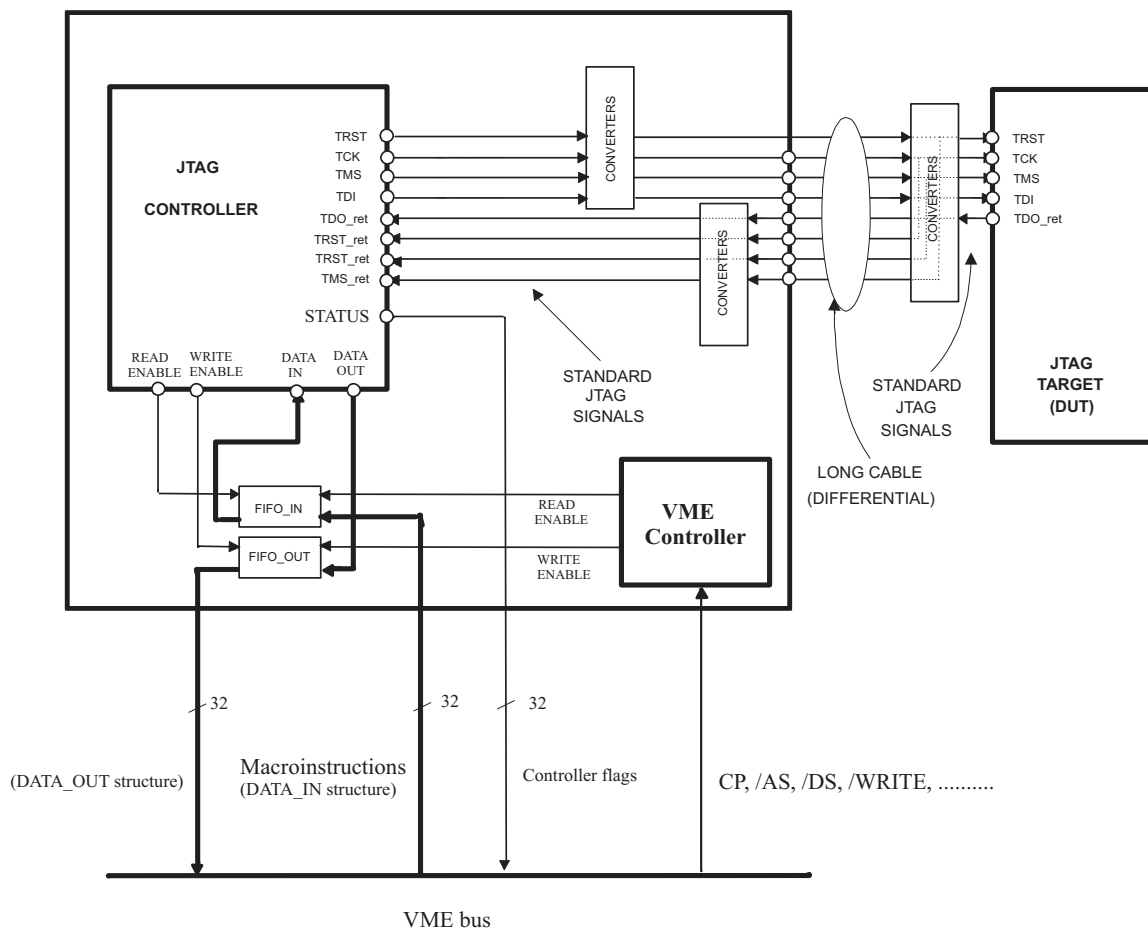 CONVERTERS
CONVERTERS
CONVERTERS
JTAG
CONTROLLER
TRST
TCK
TMS
TDI
TDO_ret
TRST_ret
TRST_ret
TMS_ret
STATUS
READ
ENABLE
WRITE
ENABLE
DATA
IN
DATA
OUT
TRST
TCK
TMS
TDI
TDO_ret
JTAG
TARGET
(DUT)
STANDARD
JTAG
SIGNALS
STANDARD
JTAG
SIGNALS
LONG CABLE
(DIFFERENTIAL)
FIFO_IN
FIFO_OUT
READ
ENABLE
WRITE
ENABLE
VME
Controller
32
32
32
(DATA_OUT structure)
Macroinstructions
(DATA_IN structure)
Controller flags
CP, /AS, /DS, /WRITE, ..........
VME bus